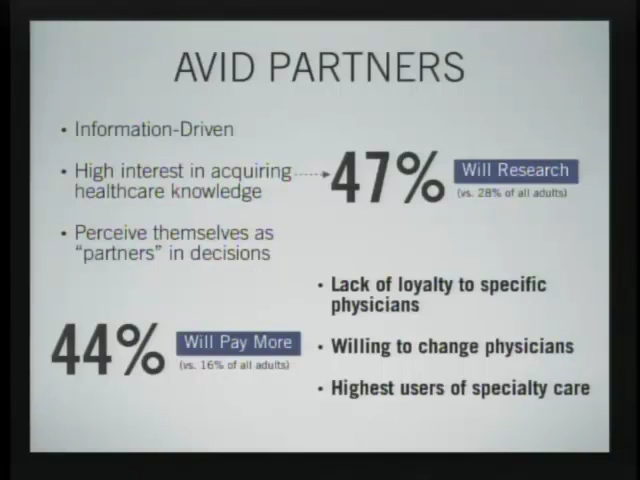 AVID PARTNERS
• Information-Driven
• High interest in acquiring
healthcare knowledge
47%
Will Research
(vs. 28% of all adults)
• Perceive themselves as
“partners” in decisions
44%
Will Pay More
(vs. 16% of all adults)
• Lack of loyalty to specific
physicians
• Willing to change physicians
• Highest users of specialty care